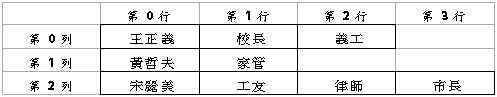 第 0 行 第 1 行 第 2 行 第 3 行
第 0 列 王正義 校長 義工
第 1 列 黃哲夫 家管
第 2 列 宋麗美 工友 律師 市長